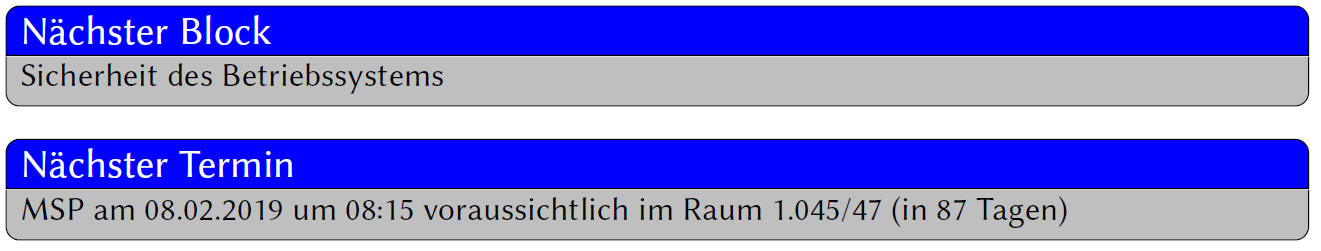 Nächster Block
Sicherheit des Betriebssystems
Nächster Termin
MSP am 08.02.2019 um 08:15 voraussichtlich im Raum 1.045/47 (in 87 Tagen)